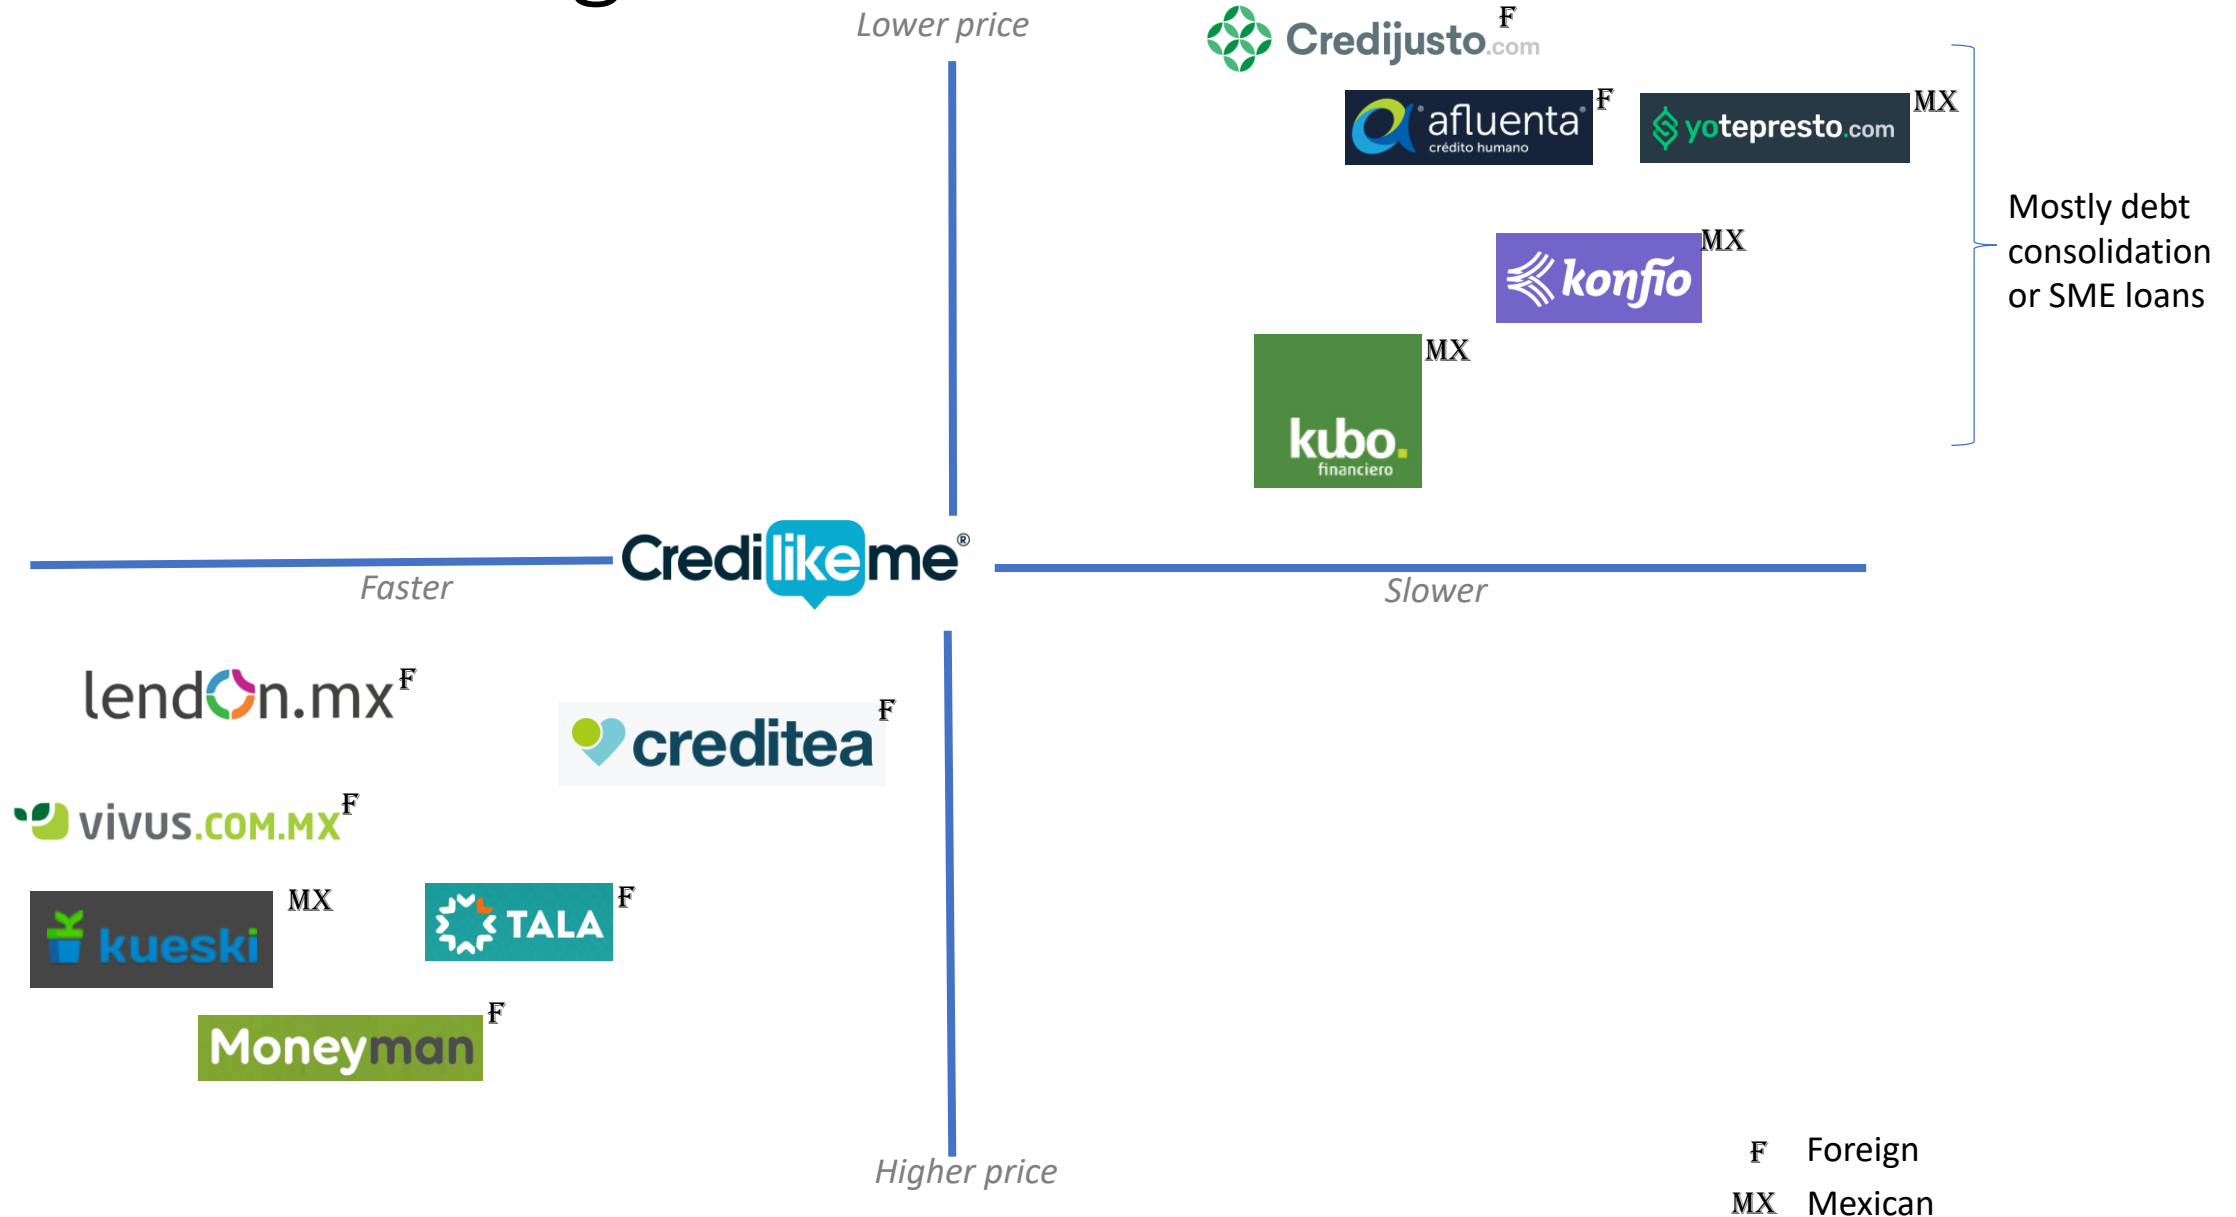 Lower price
F
Credijusto.com
afluenta
crédito humano
F
yotepresto.com
MX
Mostly debt
consolidation
or SME loans
konfío
MX
kubo.
financiero
MX
Credilikeme®
Faster
Slower
lendon.mx
F
creditea
F
vivus.COM.MX
F
kueski
MX
TALA
F
Moneyman
F
Higher price
F Foreign
MX Mexican